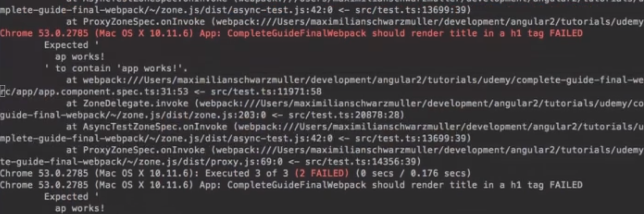 mplete-guide-final-webpack/~/zone.js/dist/async-test.js:42:0 <- src/test.ts:13699:39)
at ProxyZoneSpec.onInvoke (webpack:///Users/maximilianschwarzmuller/development/angular2/tutorials/udemy
Chrome 53.0.2785 (Mac OS X 10.11.6) App: CompleteGuideFinalWebpack should render title in a h1 tag FAILED
Expected '
ap works!
' to contain 'app works!'.
at webpack:///Users/maximilianschwarzmuller/development/angular2/tutorials/udemy/complete-guide-final-we
rc/app/app.component.spec.ts:31:53 <- src/test.ts:11971:58
at ZoneDelegate.invoke (webpack:///Users/maximilianschwarzmuller/development/angular2/tutorials/udemy/co
guide-final-webpack/~/zone.js/dist/zone.js:203:0 <- src/test.ts:20878:28)
at AsyncTestZoneSpec.onInvoke (webpack:///Users/maximilianschwarzmuller/development/angular2/tutorials/u
mplete-guide-final-webpack/~/zone.js/dist/async-test.js:42:0 <- src/test.ts:13699:39)
at ProxyZoneSpec.onInvoke (webpack:///Users/maximilianschwarzmuller/development/angular2/tutorials/udemy
te-guide-final-webpack/~/zone.js/dist/proxy.js:69:0 <- src/test.ts:14356:39)
Chrome 53.0.2785 (Mac OS X 10.11.6): Executed 3 of 3 (2 FAILED) (0 secs / 0.176 secs)
Chrome 53.0.2785 (Mac OS X 10.11.6) App: CompleteGuideFinalWebpack should render title in a h1 tag FAILED
Expected '
ap works!